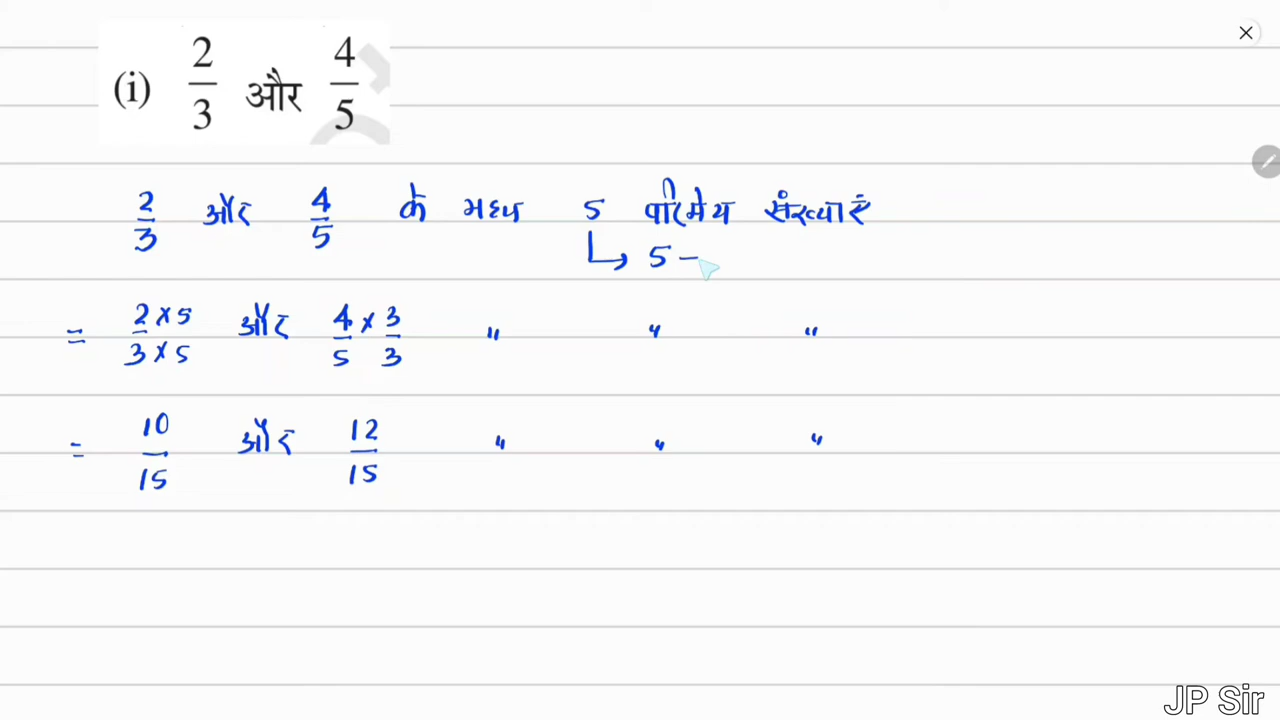 (i) 2/3 और 4/5
2/3 और 4/5 के मध्य 5 परिमेय संख्याएँ
↳ 5 -
= 2×5/3×5 और 4/5 × 3/3 " " "
= 10/15 और 12/15 " " "
JP Sir